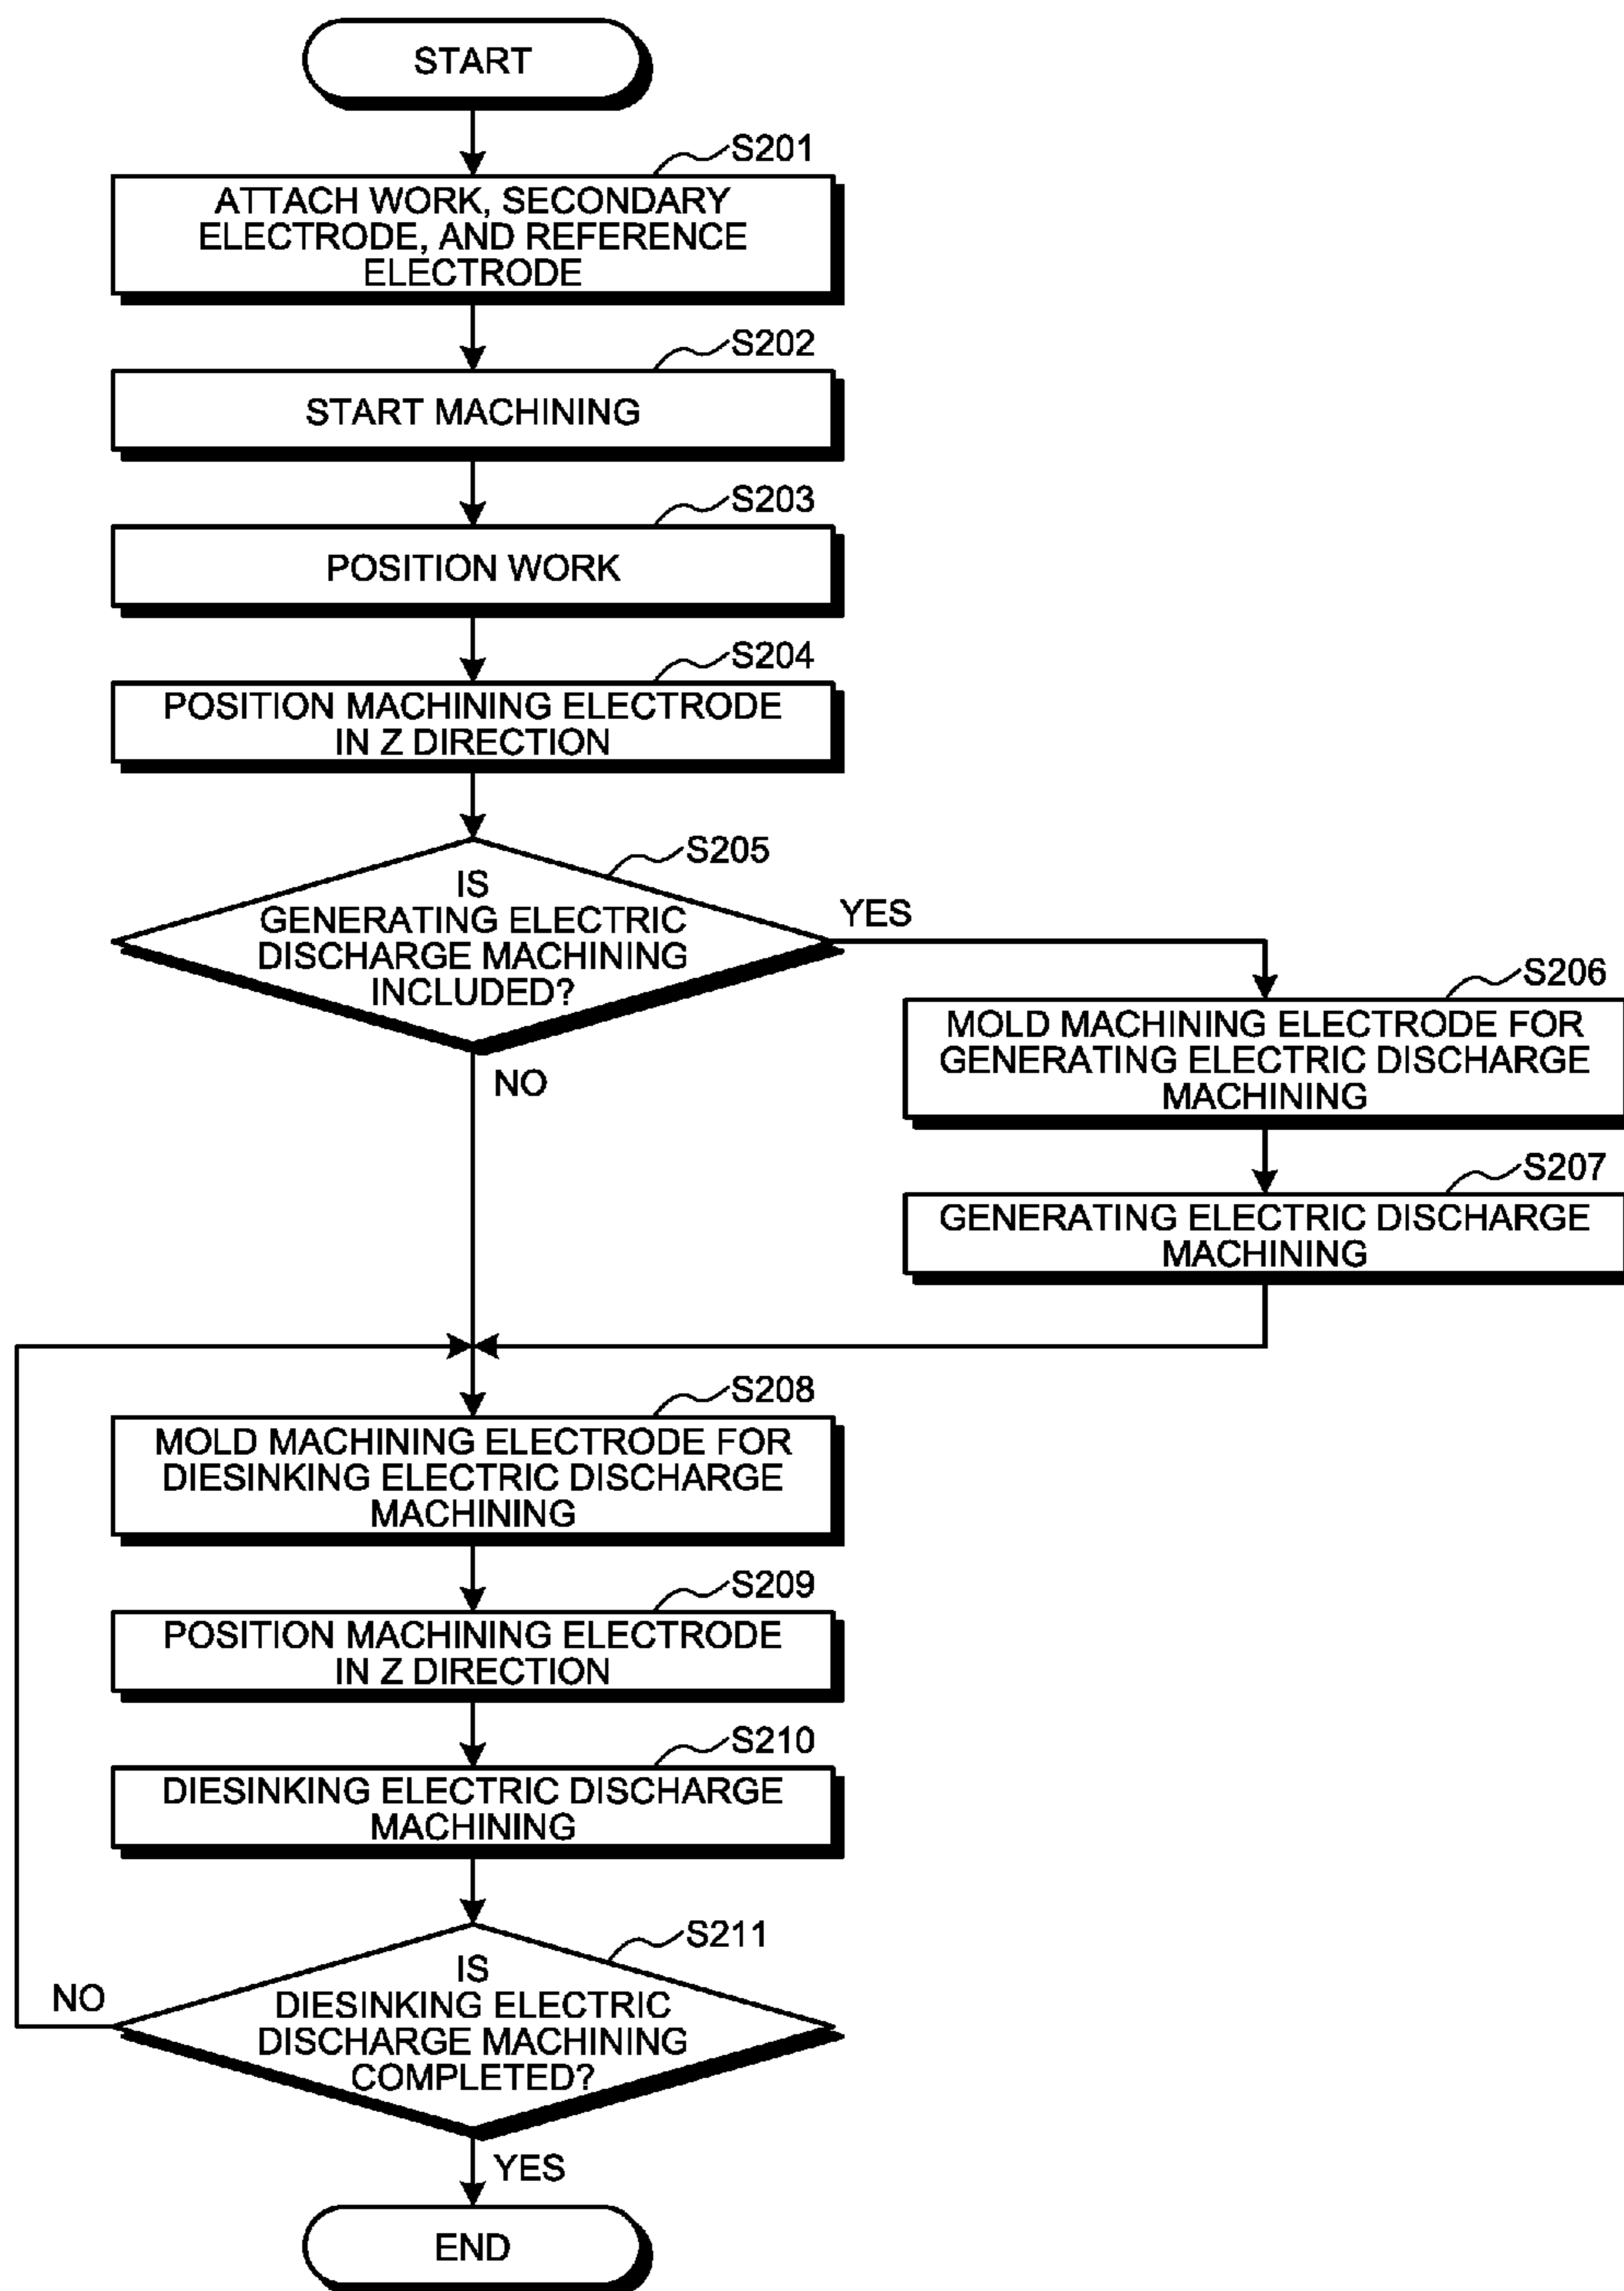 START
S201
ATTACH WORK, SECONDARY
ELECTRODE, AND REFERENCE
ELECTRODE
S202
START MACHINING
S203
POSITION WORK
S204
POSITION MACHINING ELECTRODE
IN Z DIRECTION
S205
IS
GENERATING ELECTRIC
DISCHARGE MACHINING
INCLUDED?
YES
NO
S206
MOLD MACHINING ELECTRODE FOR
GENERATING ELECTRIC DISCHARGE
MACHINING
S207
GENERATING ELECTRIC DISCHARGE
MACHINING
S208
MOLD MACHINING ELECTRODE FOR
DIESINKING ELECTRIC DISCHARGE
MACHINING
S209
POSITION MACHINING ELECTRODE
IN Z DIRECTION
S210
DIESINKING ELECTRIC DISCHARGE
MACHINING
S211
IS
DIESINKING ELECTRIC
DISCHARGE MACHINING
COMPLETED?
NO
YES
END